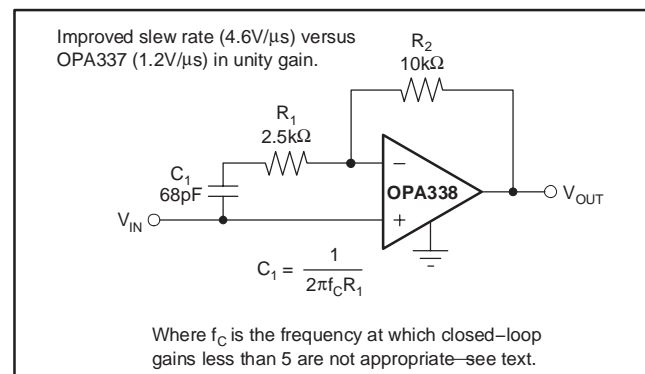 Improved slew rate (4.6V/μs) versus
OPA337 (1.2V/μs) in unity gain.
R2
10kΩ
R1
2.5kΩ
C1
68pF
−
OPA338
+
VIN
VOUT
C1 = 1 / 2πfCR1
Where fC is the frequency at which closed–loop
gains less than 5 are not appropriate—see text.